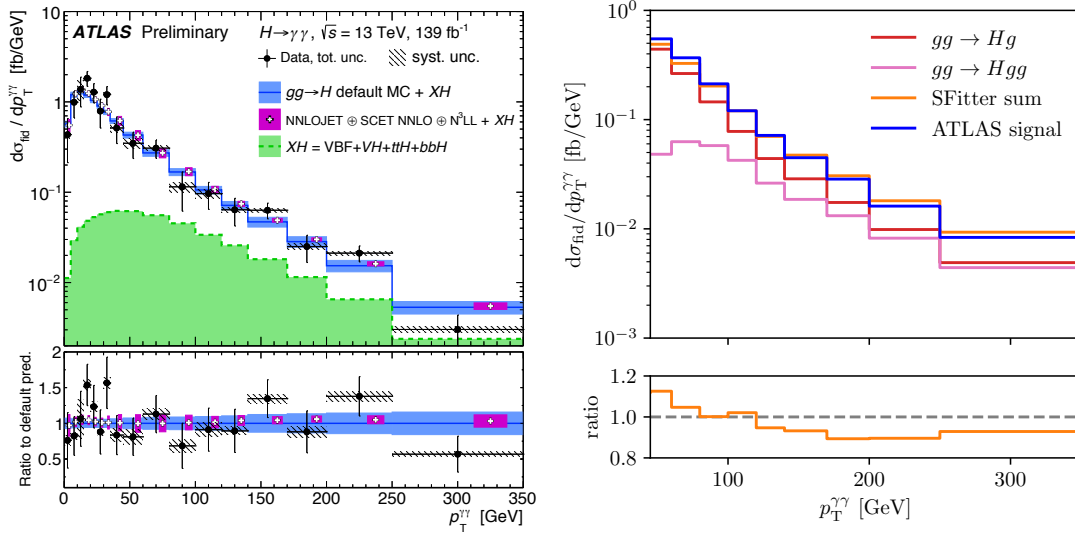 ATLAS Preliminary
H→γγ, √s = 13 TeV, 139 fb⁻¹
Data, tot. unc. syst. unc.
gg→H default MC + XH
NNLOJET ⊕ SCET NNLO ⊕ N³LL + XH
XH = VBF+VH+ttH+bbH
dσ_fid / dp_T^γγ [fb/GeV]
10
1
10⁻¹
10⁻²
Ratio to default pred.
2
1.5
1
0.5
0 50 100 150 200 250 300 350
p_T^γγ [GeV]
gg → Hg
gg → Hgg
SFitter sum
ATLAS signal
dσ_fid/dp_T^γγ [fb/GeV]
10⁰
10⁻¹
10⁻²
10⁻³
ratio
1.2
1.0
0.8
100 200 300
p_T^γγ [GeV]